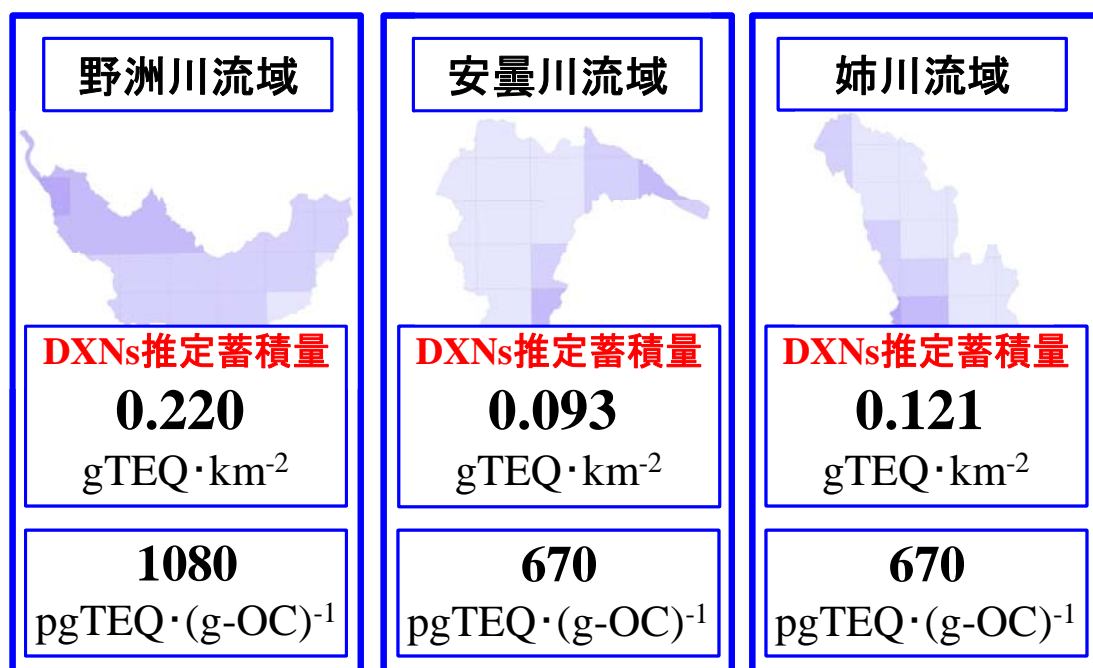 野洲川流域
DXNs推定蓄積量
0.220
gTEQ･km-2
1080
pgTEQ･(g-OC)-1
安曇川流域
DXNs推定蓄積量
0.093
gTEQ･km-2
670
pgTEQ･(g-OC)-1
姉川流域
DXNs推定蓄積量
0.121
gTEQ･km-2
670
pgTEQ･(g-OC)-1